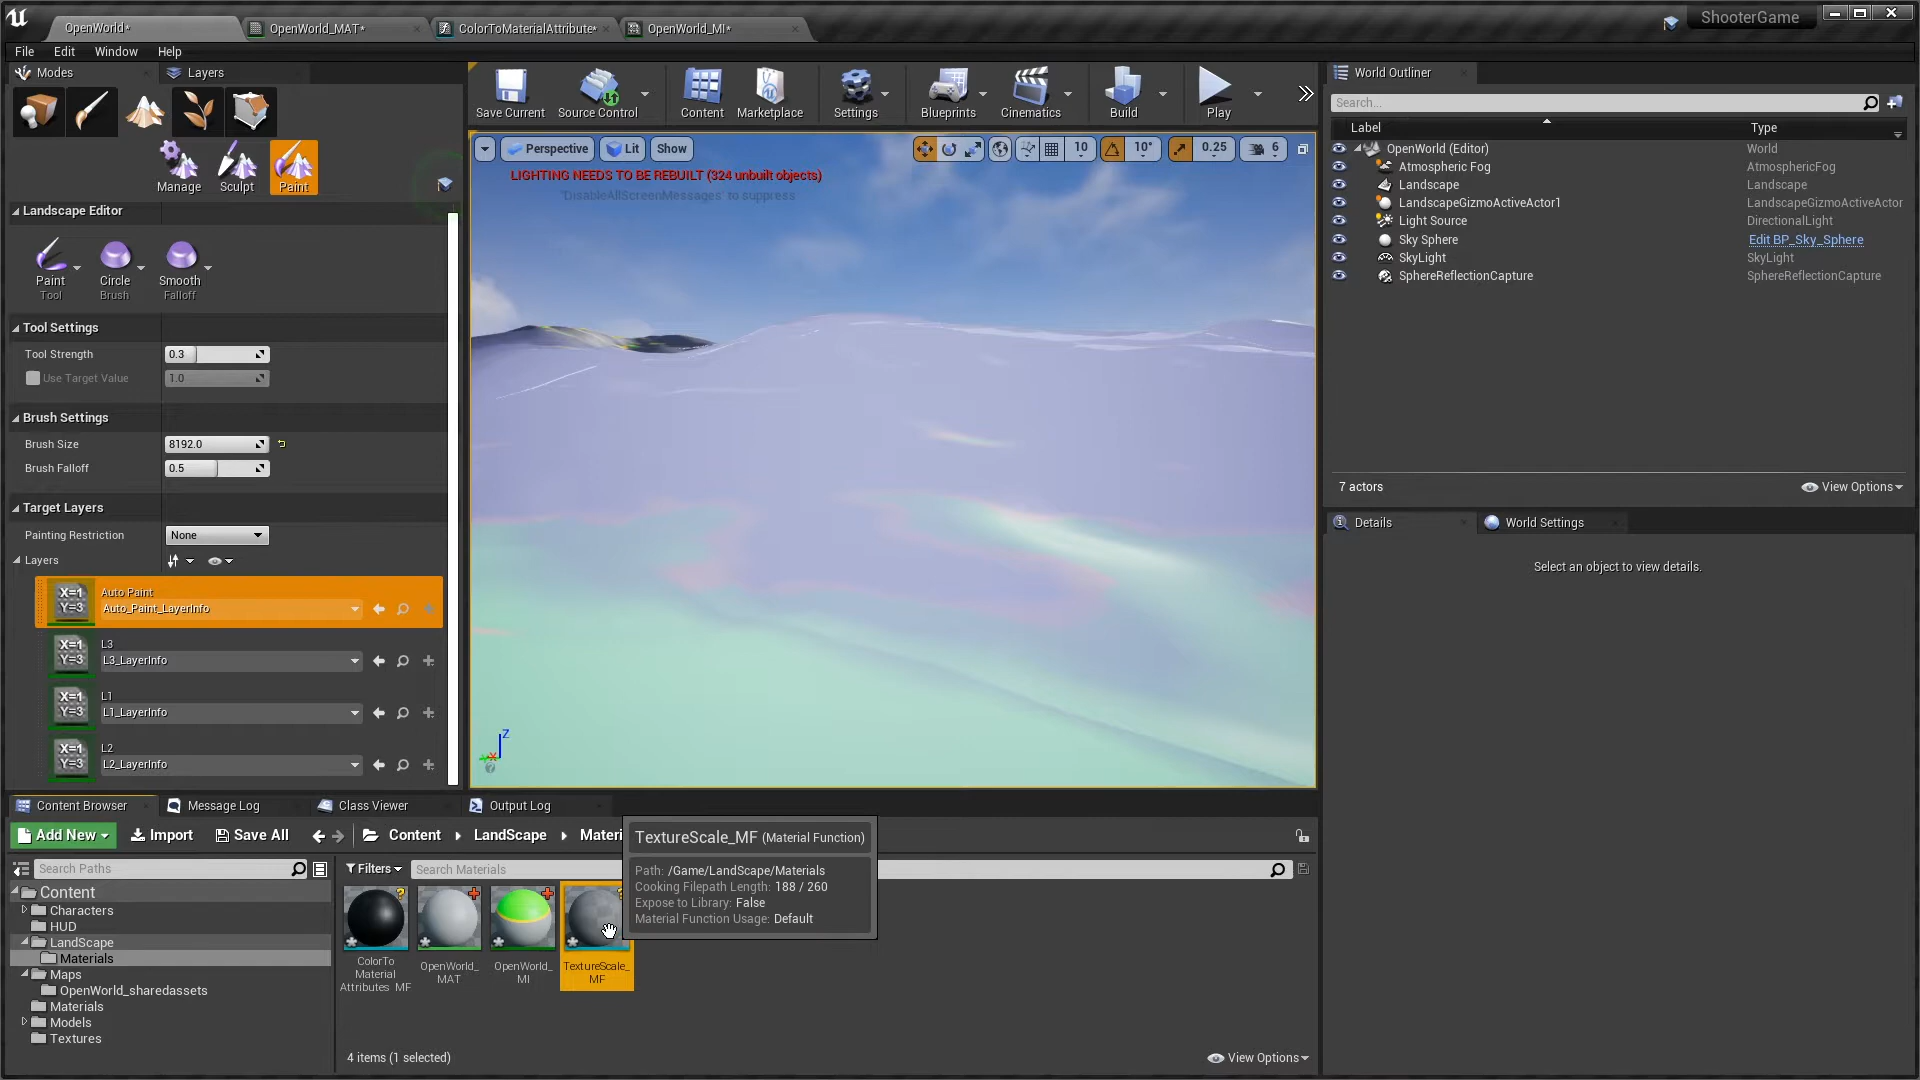 OpenWorld*
OpenWorld_MAT*
ColorToMaterialAttribute*
OpenWorld_MI*
ShooterGame
File Edit Window Help
Modes
Layers
Manage Sculpt Paint
Landscape Editor
Paint Circle Smooth
Tool Brush Falloff
Tool Settings
Tool Strength 0.3
Use Target Value 1.0
Brush Settings
Brush Size 8192.0
Brush Falloff 0.5
Target Layers
Painting Restriction None
Layers
X=1 Y=3 Auto Paint
Auto_Paint_LayerInfo
X=1 Y=3 L3
L3_LayerInfo
X=1 Y=3 L1
L1_LayerInfo
X=1 Y=3 L2
L2_LayerInfo
Save Current Source Control Content Marketplace Settings Blueprints Cinematics Build Play
Perspective Lit Show 10 10° 0.25 6
LIGHTING NEEDS TO BE REBUILT (324 unbuilt objects)
'DisableAllScreenMessages' to suppress
Z
World Outliner
Search...
Label Type
OpenWorld (Editor) World
Atmospheric Fog AtmosphericFog
Landscape Landscape
LandscapeGizmoActiveActor1 LandscapeGizmoActiveActor
Light Source DirectionalLight
Sky Sphere Edit BP_Sky_Sphere
SkyLight SkyLight
SphereReflectionCapture SphereReflectionCapture
7 actors View Options
Details World Settings
Select an object to view details.
Content Browser Message Log Class Viewer Output Log
Add New Import Save All Content LandScape Materi
Search Paths
Filters Search Materials
Content
Characters
HUD
LandScape
Materials
Maps
OpenWorld_sharedassets
Materials
Models
Textures
ColorTo
Material
Attributes_MF
OpenWorld_
MAT
OpenWorld_
MI
TextureScale_
MF
TextureScale_MF (Material Function)
Path: /Game/LandScape/Materials
Cooking Filepath Length: 188 / 260
Expose to Library: False
Material Function Usage: Default
4 items (1 selected) View Options